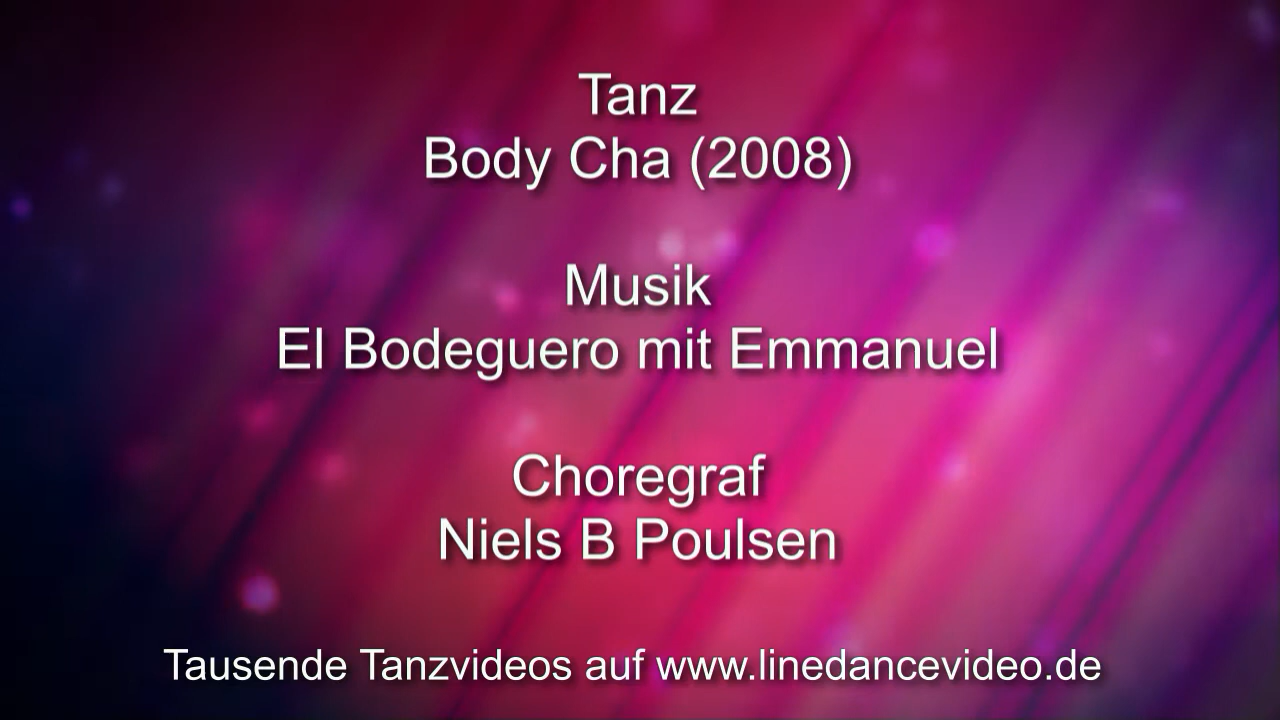 Tanz
Body Cha (2008)
Musik
El Bodeguero mit Emmanuel
Choregraf
Niels B Poulsen
Tausende Tanzvideos auf www.linedancevideo.de